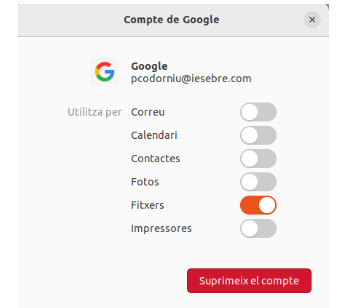 Compte de Google
Google
pcodorniu@iesebre.com
Utilitza per Correu
Calendari
Contactes
Fotos
Fitxers
Impressores
Suprimeix el compte